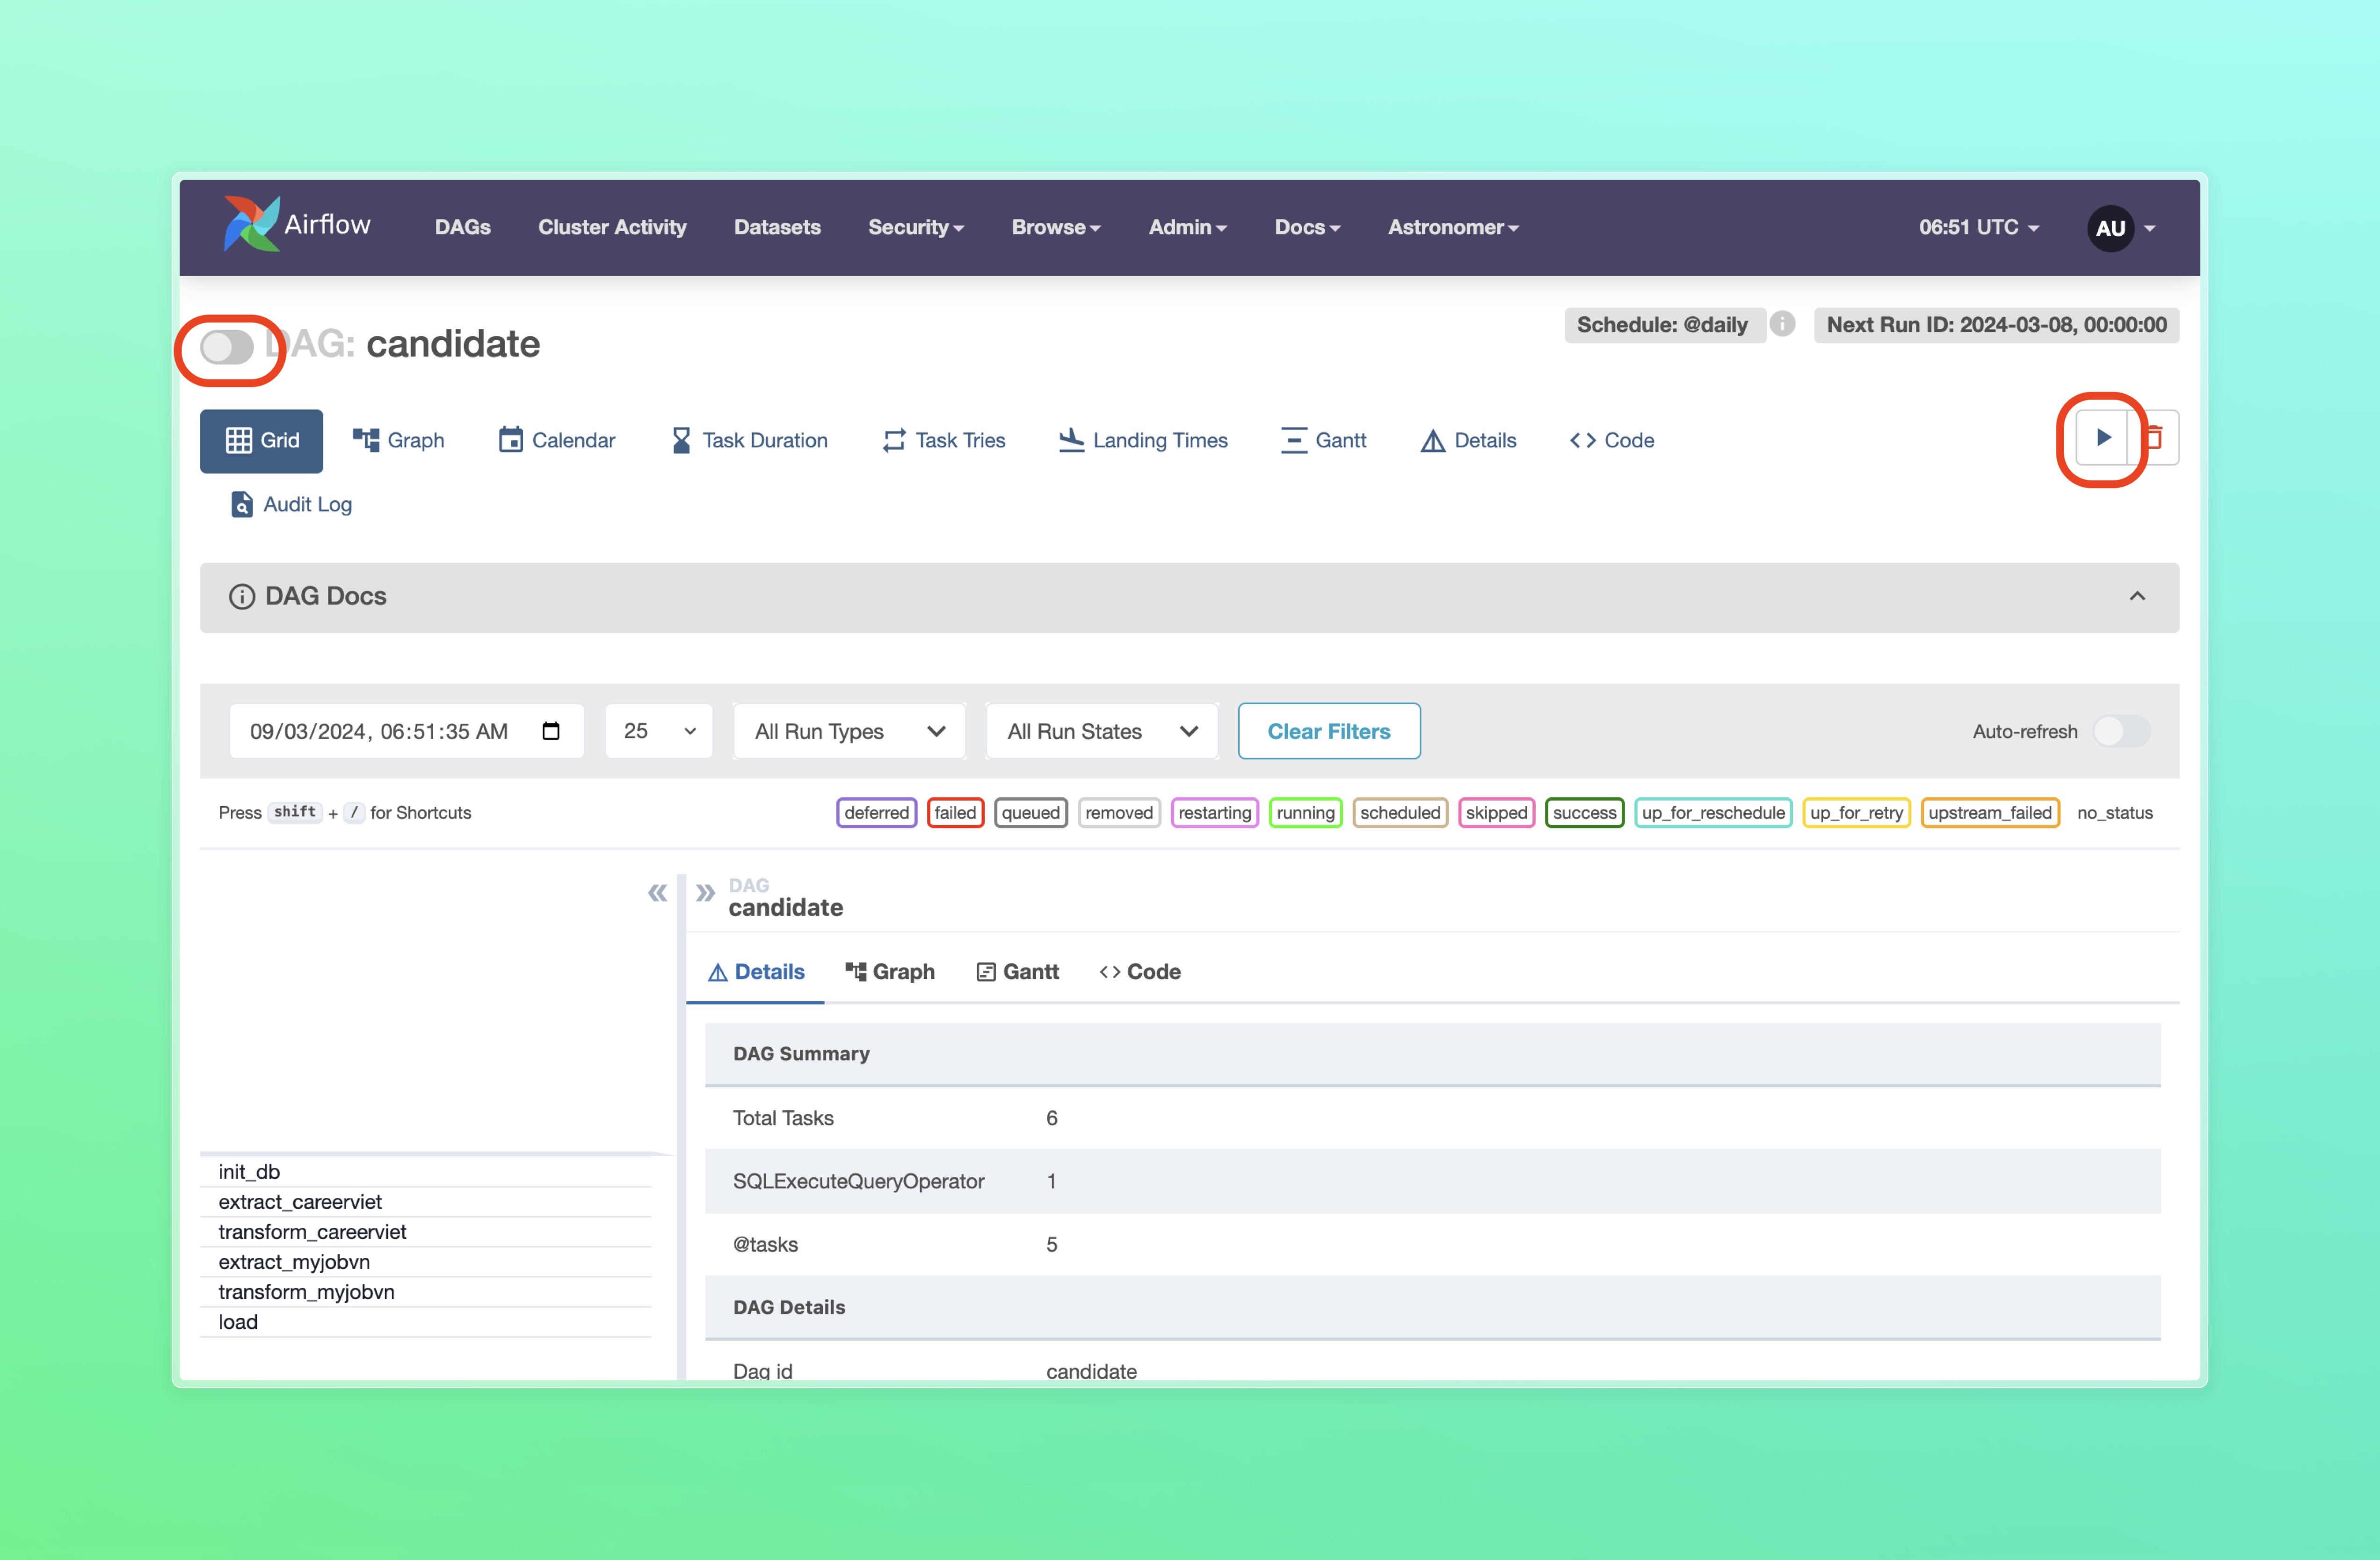 Airflow DAGs Cluster Activity Datasets Security Browse Admin Docs Astronomer 06:51 UTC AU
DAG: candidate
Schedule: @daily Next Run ID: 2024-03-08, 00:00:00
Grid Graph Calendar Task Duration Task Tries Landing Times Gantt Details Code
Audit Log
DAG Docs
09/03/2024, 06:51:35 AM 25 All Run Types All Run States Clear Filters Auto-refresh
Press shift + / for Shortcuts deferred failed queued removed restarting running scheduled skipped success up_for_reschedule up_for_retry upstream_failed no_status
DAG
candidate
Details Graph Gantt Code
DAG Summary
Total Tasks 6
SQLExecuteQueryOperator 1
@tasks 5
DAG Details
Dag id candidate
init_db
extract_careerviet
transform_careerviet
extract_myjobvn
transform_myjobvn
load